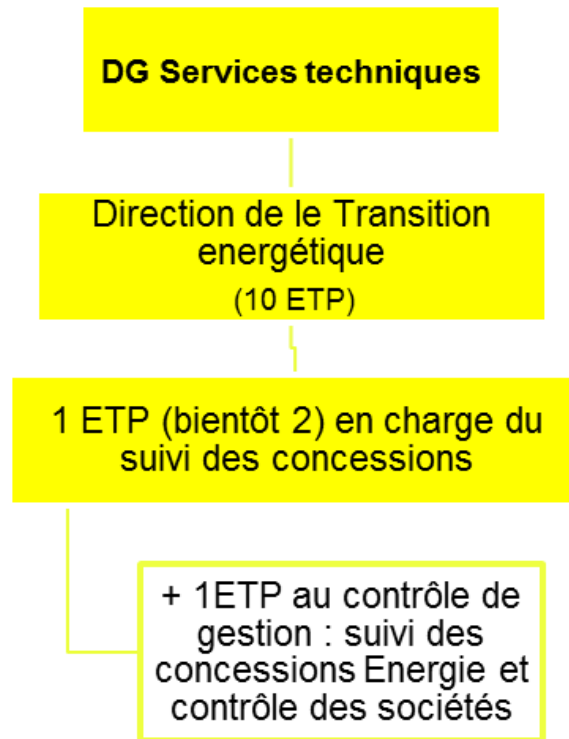 DG Services techniques
Direction de le Transition
energétique
(10 ETP)
1 ETP (bientôt 2) en charge du
suivi des concessions
+ 1ETP au contrôle de
gestion : suivi des
concessions Energie et
contrôle des sociétés